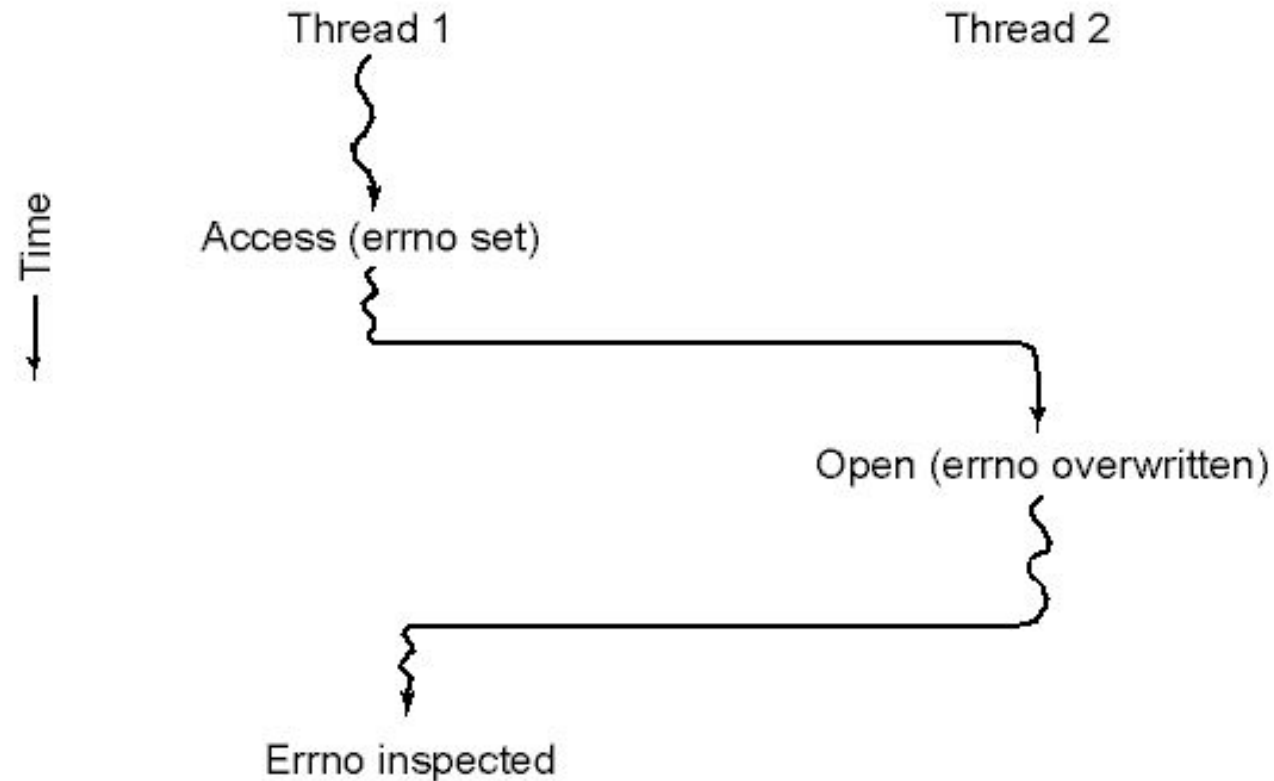 Thread 1
Thread 2
Time
Access (errno set)
Open (errno overwritten)
Errno inspected